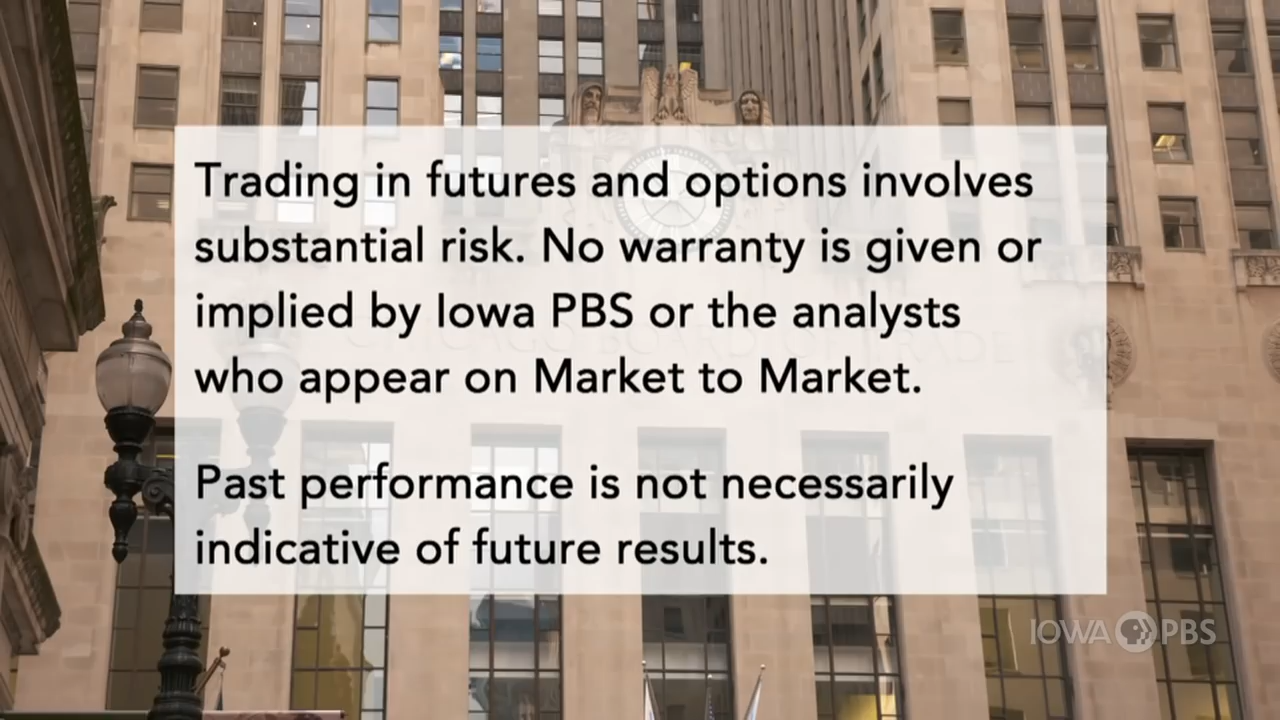 Trading in futures and options involves
substantial risk. No warranty is given or
implied by Iowa PBS or the analysts
who appear on Market to Market.
Past performance is not necessarily
indicative of future results.
IOWA PBS